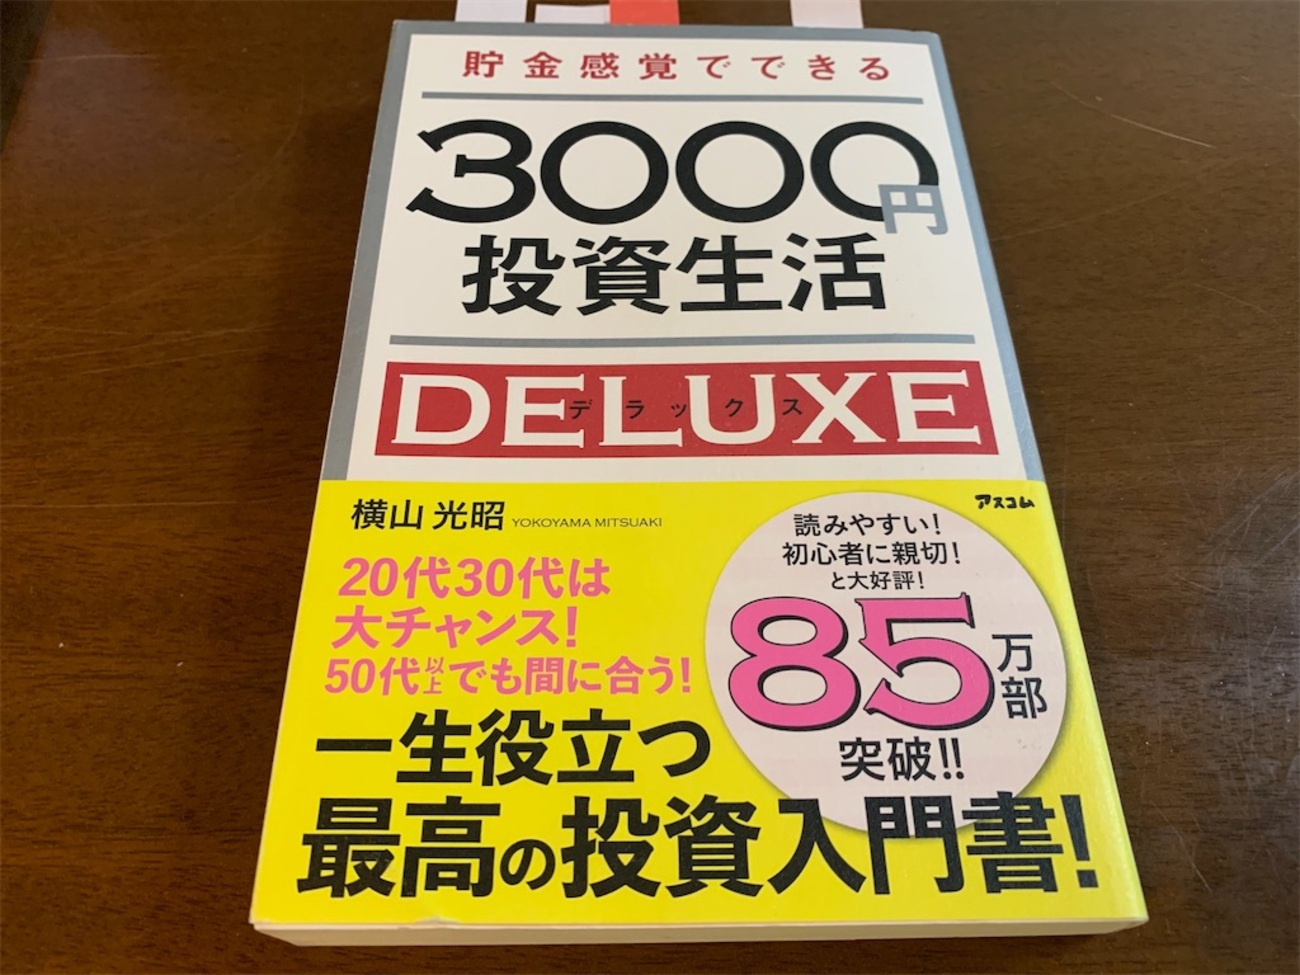 貯金感覚でできる
3000円
投資生活
DELUXE
デラックス
横山光昭 YOKOYAMA MITSUAKI
アスコム
20代30代は
大チャンス!
50代以上でも間に合う!
読みやすい!
初心者に親切!
と大好評!
85万部
突破!!
一生役立つ
最高の投資入門書!